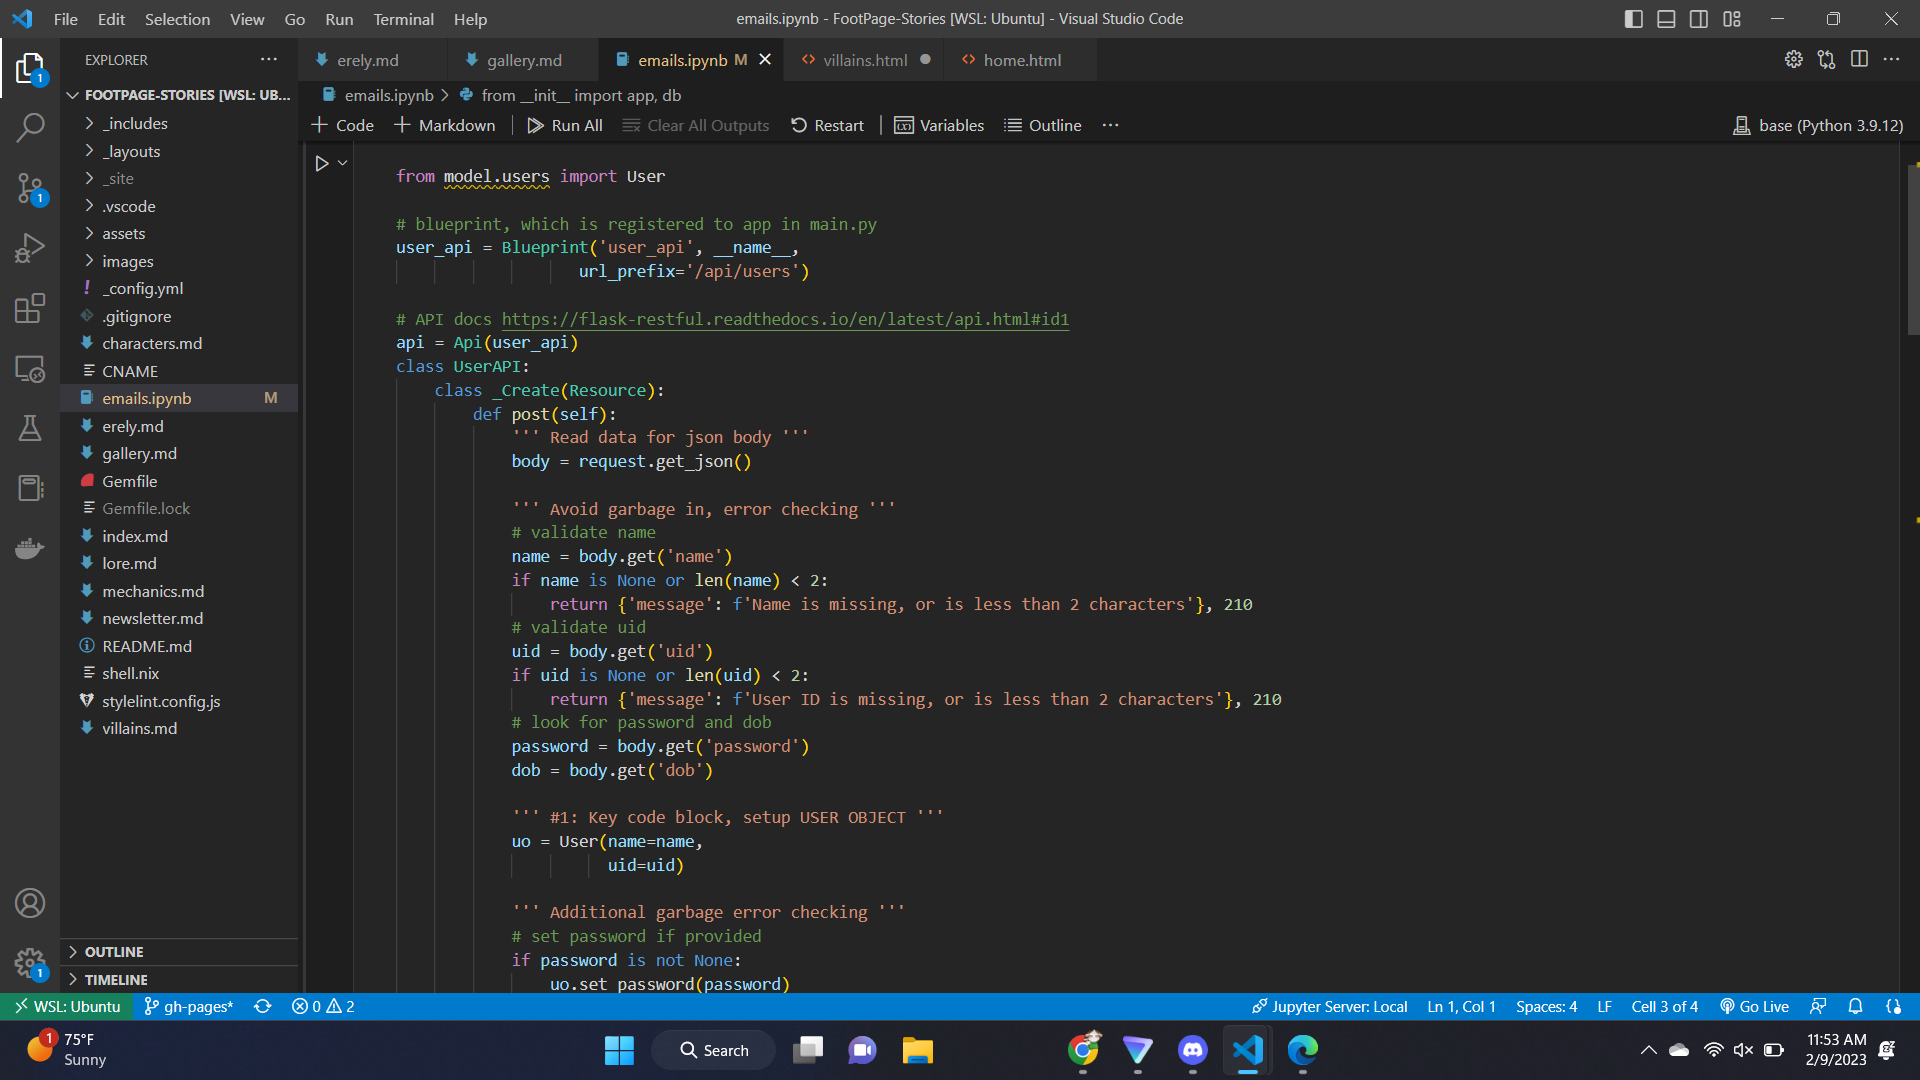 File Edit Selection View Go Run Terminal Help
emails.ipynb - FootPage-Stories [WSL: Ubuntu] - Visual Studio Code
EXPLORER
erely.md
gallery.md
emails.ipynb M
villains.html
home.html
1
FOOTPAGE-STORIES [WSL: UB...
emails.ipynb > from __init__ import app, db
_includes
Code
Markdown
Run All
Clear All Outputs
Restart
Variables
Outline
base (Python 3.9.12)
_layouts
_site
1
.vscode
assets
images
_config.yml
.gitignore
characters.md
CNAME
emails.ipynb M
erely.md
gallery.md
Gemfile
Gemfile.lock
index.md
lore.md
mechanics.md
newsletter.md
README.md
shell.nix
stylelint.config.js
villains.md
from model.users import User
# blueprint, which is registered to app in main.py
user_api = Blueprint('user_api', __name__,
url_prefix='/api/users')
# API docs https://flask-restful.readthedocs.io/en/latest/api.html#id1
api = Api(user_api)
class UserAPI:
class _Create(Resource):
def post(self):
''' Read data for json body '''
body = request.get_json()
''' Avoid garbage in, error checking '''
# validate name
name = body.get('name')
if name is None or len(name) < 2:
return {'message': f'Name is missing, or is less than 2 characters'}, 210
# validate uid
uid = body.get('uid')
if uid is None or len(uid) < 2:
return {'message': f'User ID is missing, or is less than 2 characters'}, 210
# look for password and dob
password = body.get('password')
dob = body.get('dob')
''' #1: Key code block, setup USER OBJECT '''
uo = User(name=name,
uid=uid)
''' Additional garbage error checking '''
# set password if provided
if password is not None:
uo.set_password(password)
OUTLINE
1
TIMELINE
WSL: Ubuntu
gh-pages*
0
2
Jupyter Server: Local
Ln 1, Col 1
Spaces: 4
LF
Cell 3 of 4
Go Live
1
75°F
Sunny
Search
11:53 AM
2/9/2023